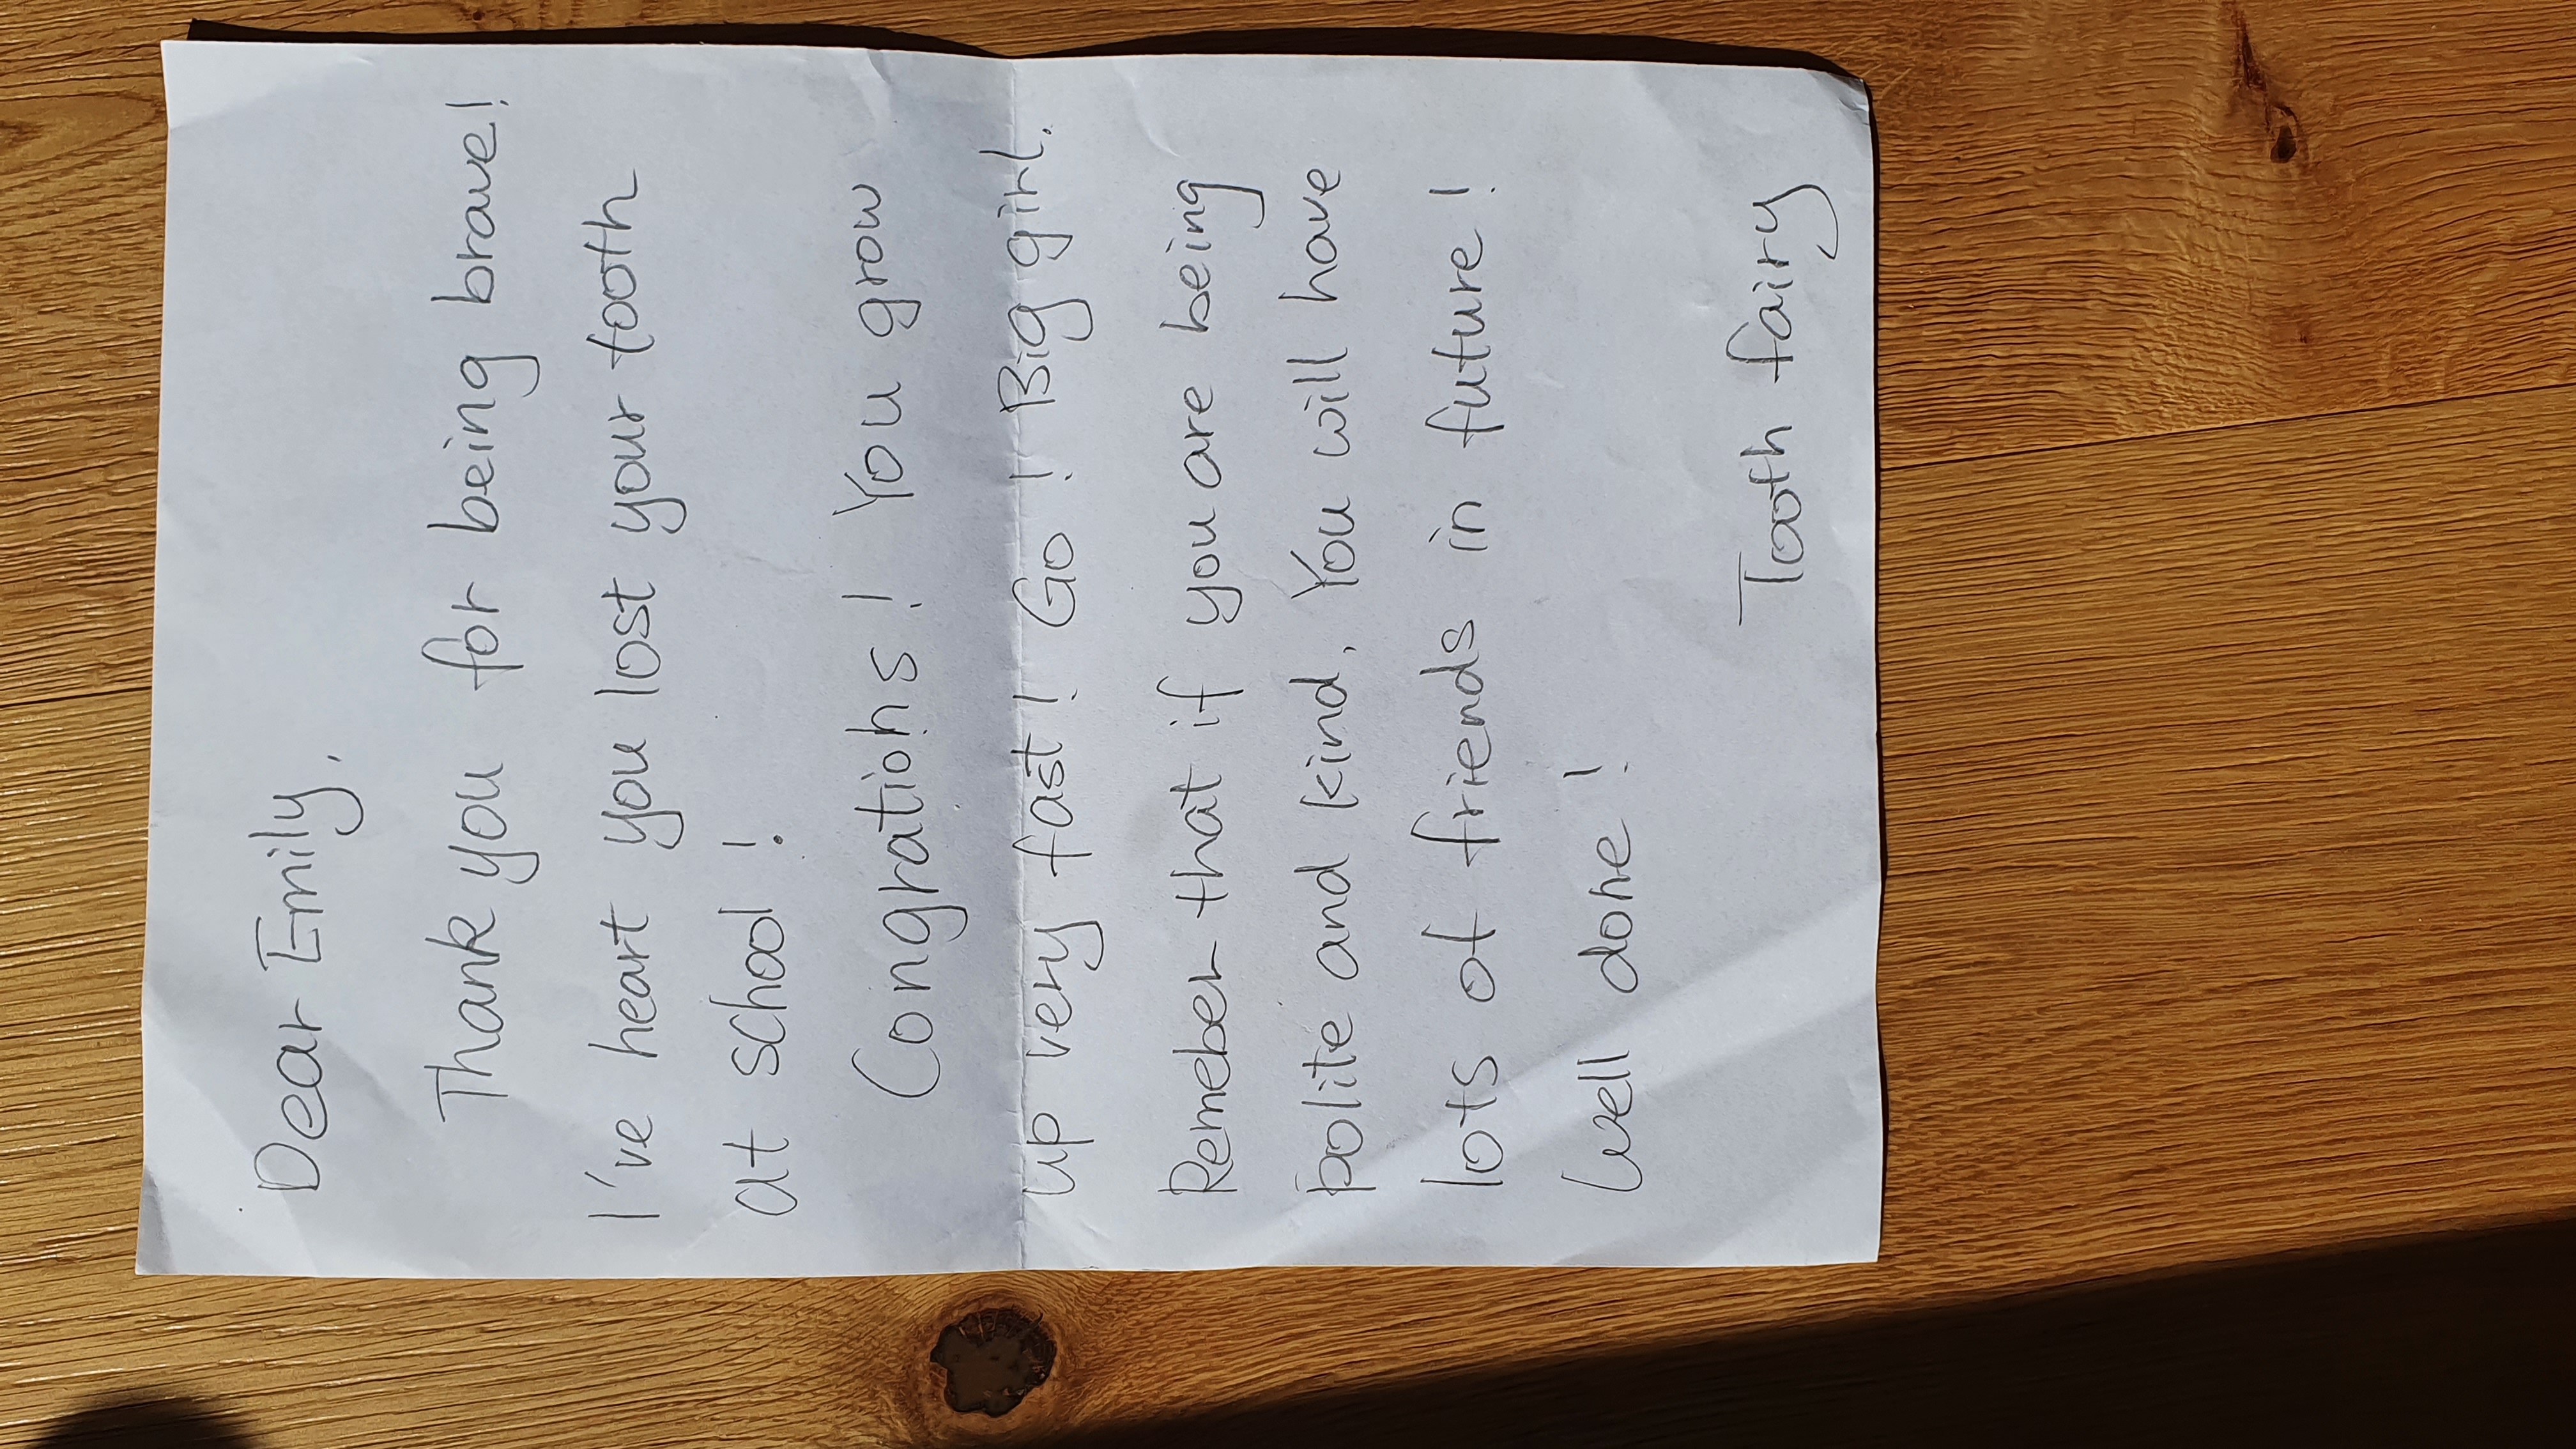 Dear Emily,
Thank you for being brave!
I've heart you lost your tooth
at school !
Congrations! You grow
up very fast! Go ! Big girl.
Remeber that if you are being
polite and kind, You will have
lots of friends in future !
Well done !
Tooth fairy